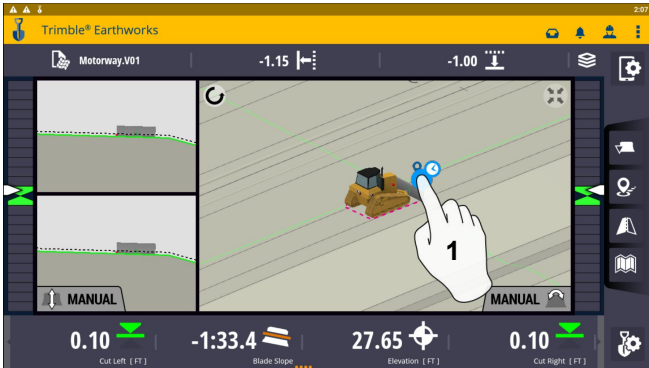 2:07
Trimble® Earthworks
Motorway.V01
-1.15
-1.00
1
MANUAL
MANUAL
0.10
-1:33.4
27.65
0.10
Cut Left [ FT ]
Blade Slope
Elevation [ FT ]
Cut Right [ FT ]